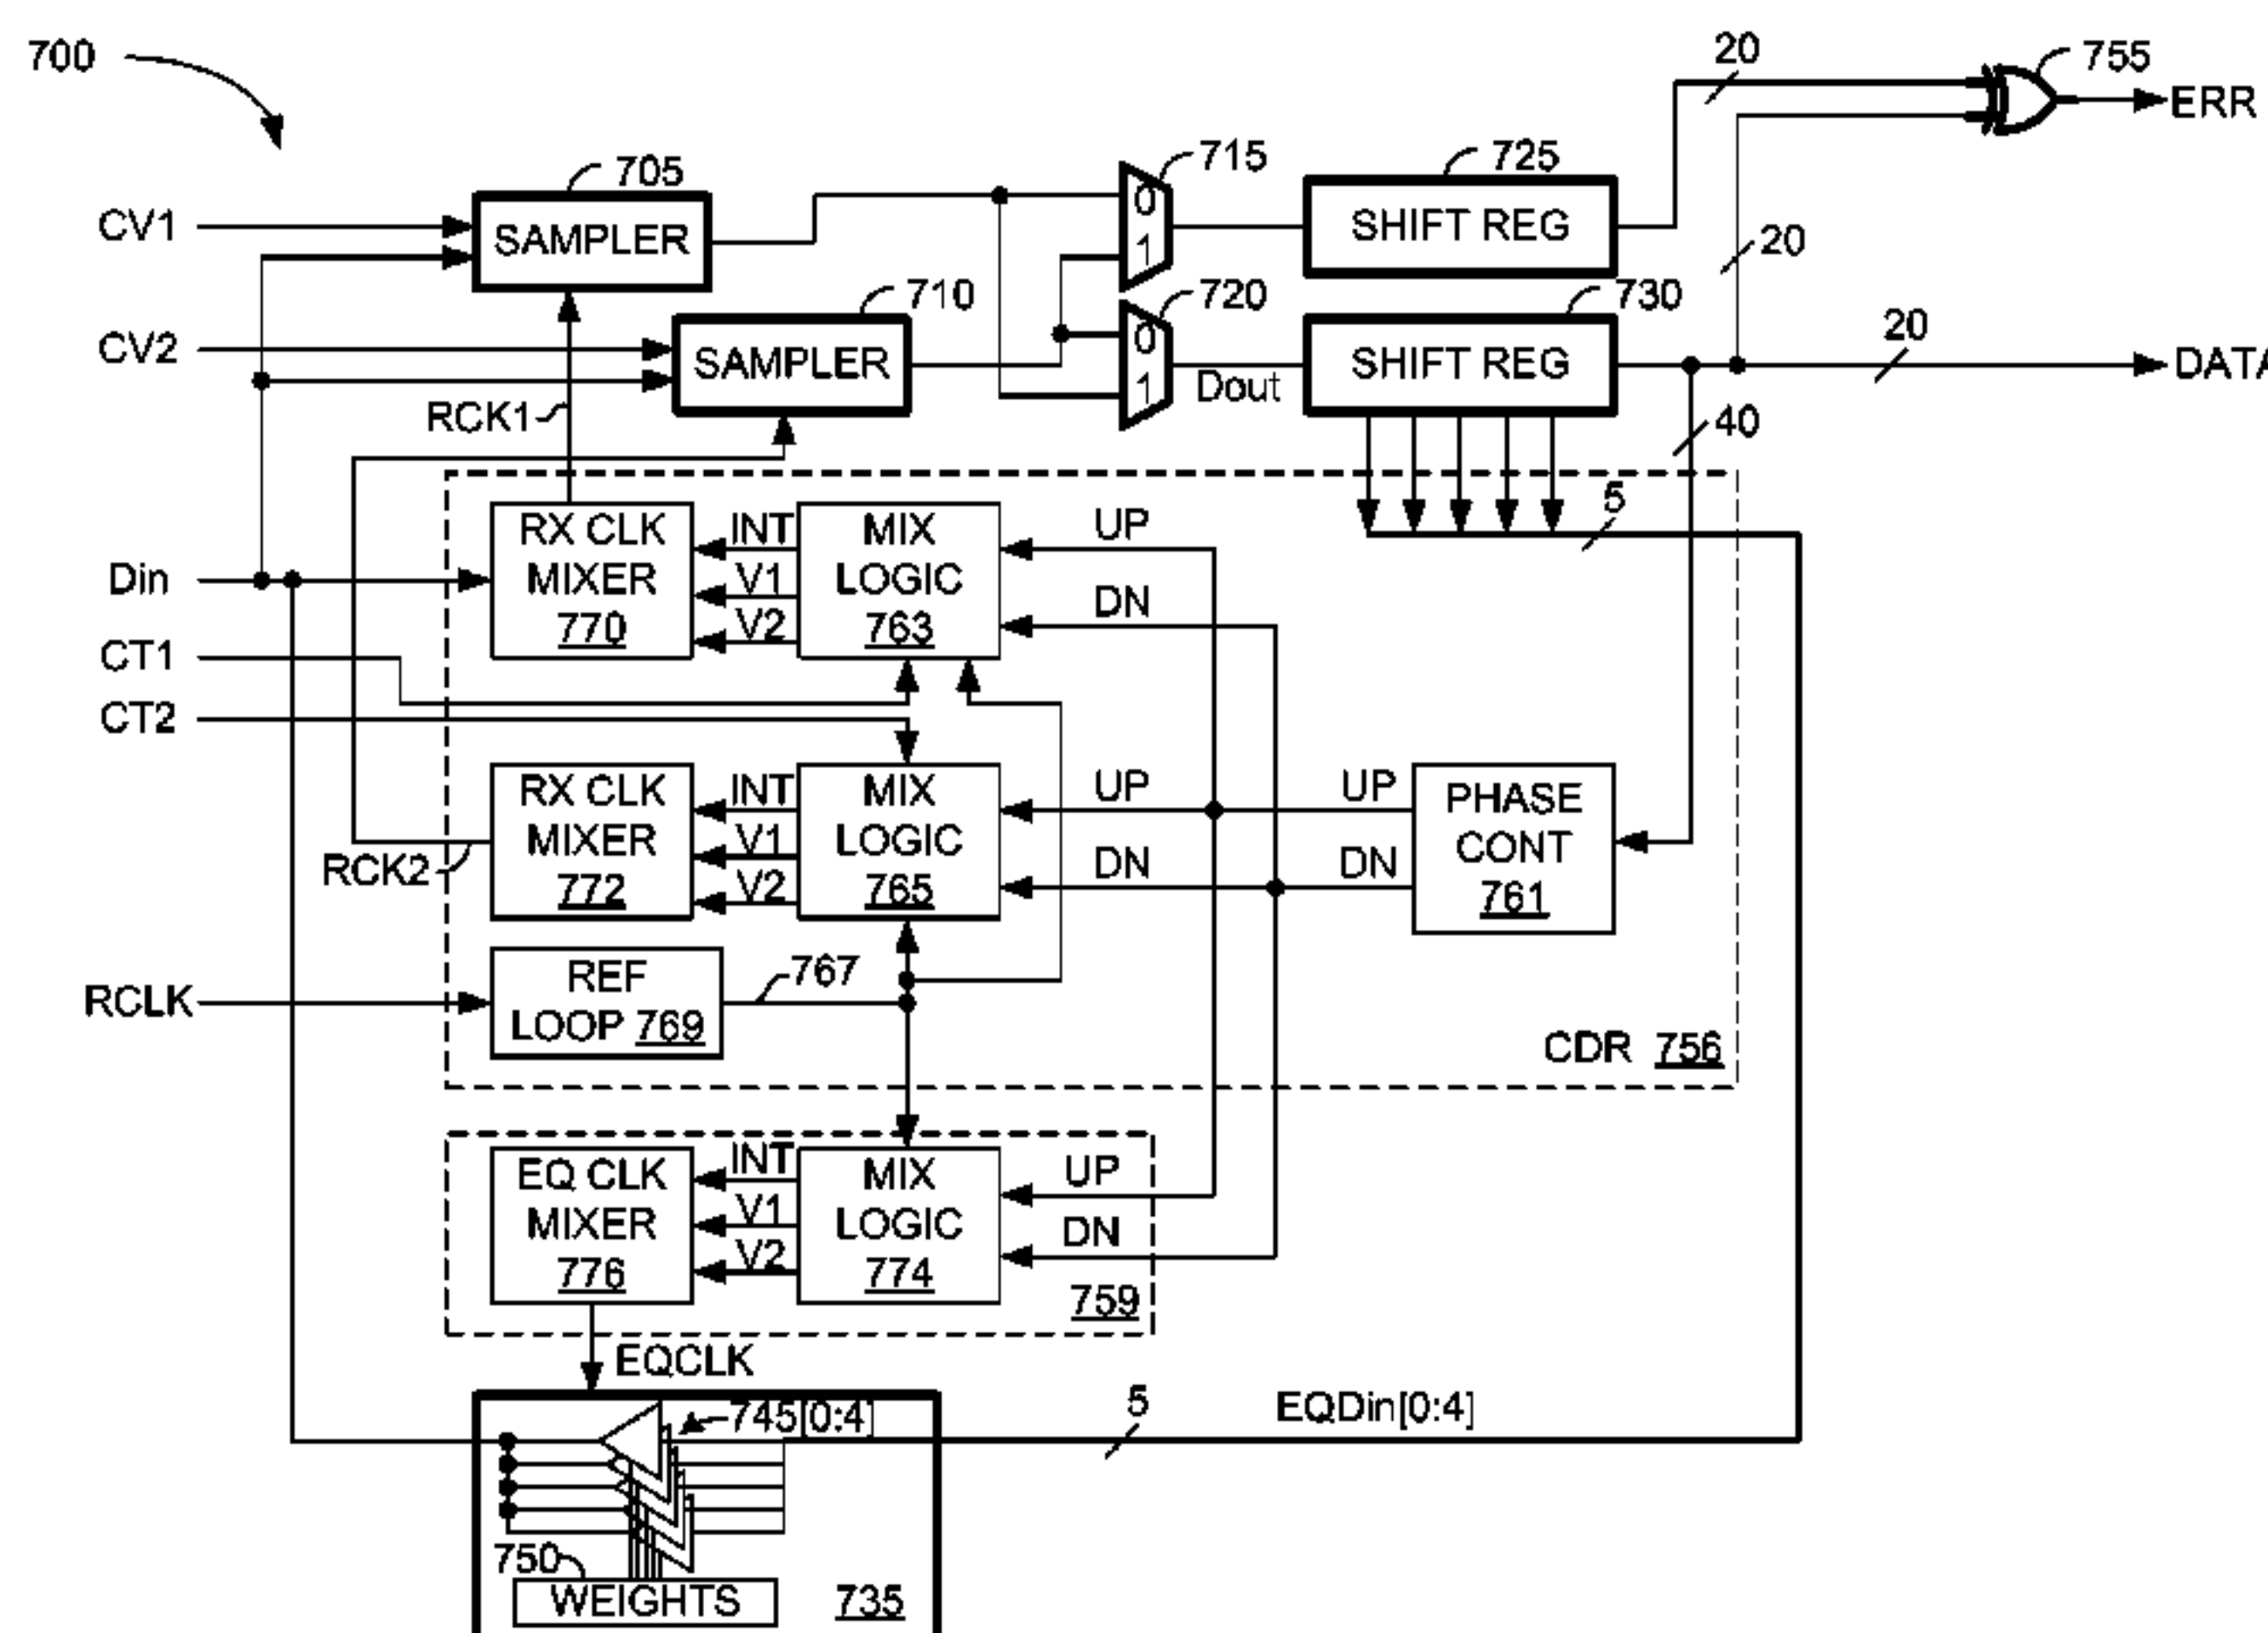 700
20
755
ERR
705
715
725
CV1
SAMPLER
0
1
SHIFT REG
20
710
720
730
CV2
SAMPLER
0
1
Dout
SHIFT REG
20
DATA
RCK1
40
5
RX CLK
MIXER
770
INT
V1
V2
MIX
LOGIC
763
UP
DN
Din
CT1
CT2
RX CLK
MIXER
772
INT
V1
V2
MIX
LOGIC
765
UP
DN
UP
DN
PHASE
CONT
761
RCK2
RCLK
REF
LOOP 769
767
CDR 756
EQ CLK
MIXER
776
INT
V1
V2
MIX
LOGIC
774
UP
DN
759
EQCLK
745[0:4]
5
EQDin[0:4]
750
WEIGHTS
735